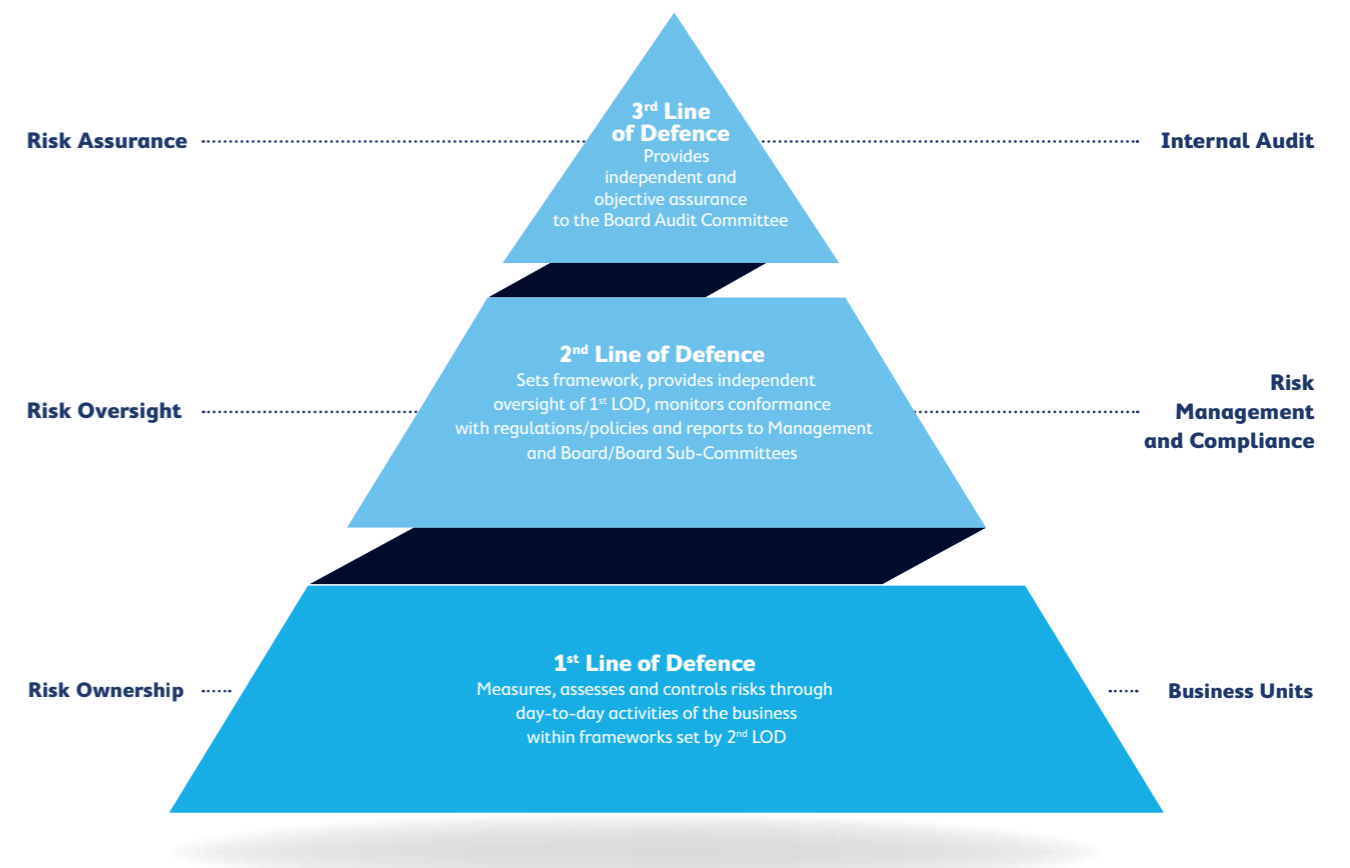 3rd Line
of Defence
Provides
independent and
objective assurance
to the Board Audit Committee
Risk Assurance
Internal Audit
2nd Line of Defence
Sets framework, provides independent
oversight of 1st LOD, monitors conformance
with regulations/policies and reports to Management
and Board/Board Sub-Committees
Risk Oversight
Risk
Management
and Compliance
1st Line of Defence
Measures, assesses and controls risks through
day-to-day activities of the business
within frameworks set by 2nd LOD
Risk Ownership
Business Units